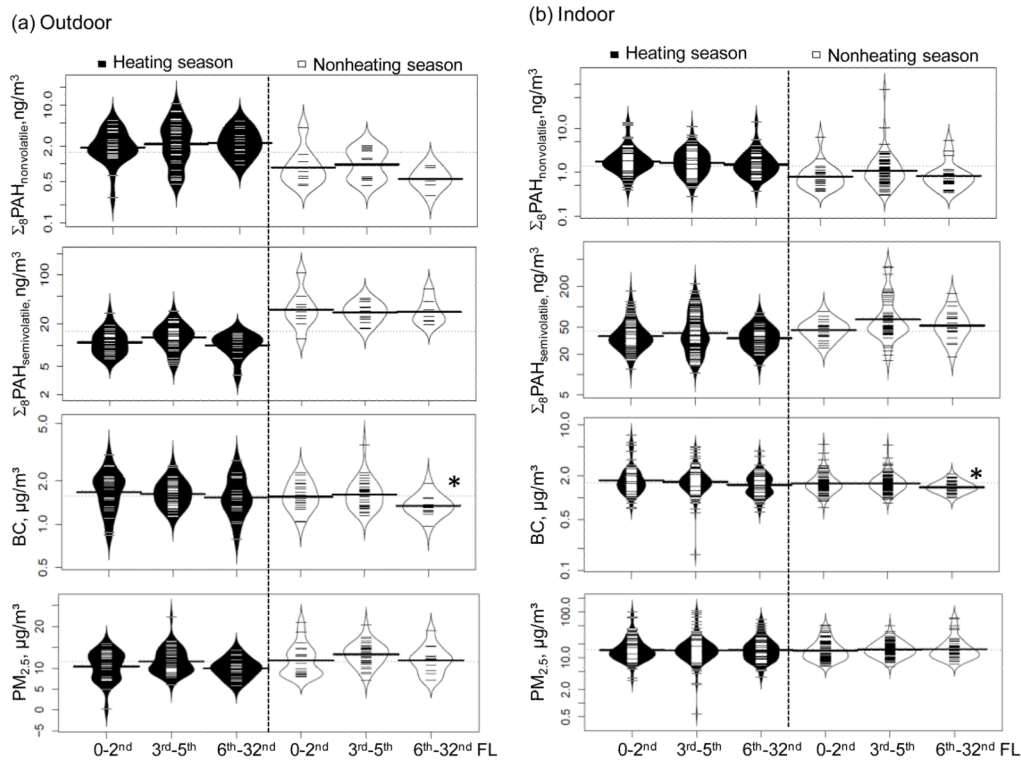 (a) Outdoor
■ Heating season □ Nonheating season
Σ₈PAHnonvolatile, ng/m³
10.0
2.0
0.5
0.1
Σ₈PAHsemivolatile, ng/m³
100
20
5
2
BC, µg/m³
5.0
2.0
1.0
0.5
*
PM2.5, µg/m³
20
10
5
0
−5
0-2nd 3rd-5th 6th-32nd 0-2nd 3rd-5th 6th-32nd FL
(b) Indoor
■ Heating season □ Nonheating season
Σ₈PAHnonvolatile, ng/m³
10.0
1.0
0.1
Σ₈PAHsemivolatile, ng/m³
200
50
20
5
BC, µg/m³
10.0
2.0
0.5
0.1
*
PM2.5, µg/m³
100.0
10.0
2.0
0.5
0-2nd 3rd-5th 6th-32nd 0-2nd 3rd-5th 6th-32nd FL